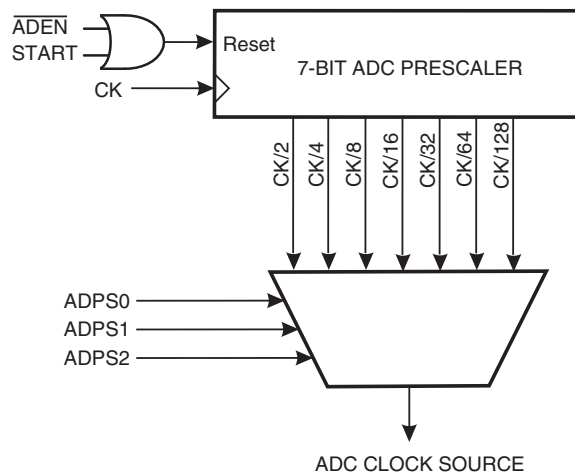 ADEN
START
Reset
7-BIT ADC PRESCALER
CK
CK/2
CK/4
CK/8
CK/16
CK/32
CK/64
CK/128
ADPS0
ADPS1
ADPS2
ADC CLOCK SOURCE